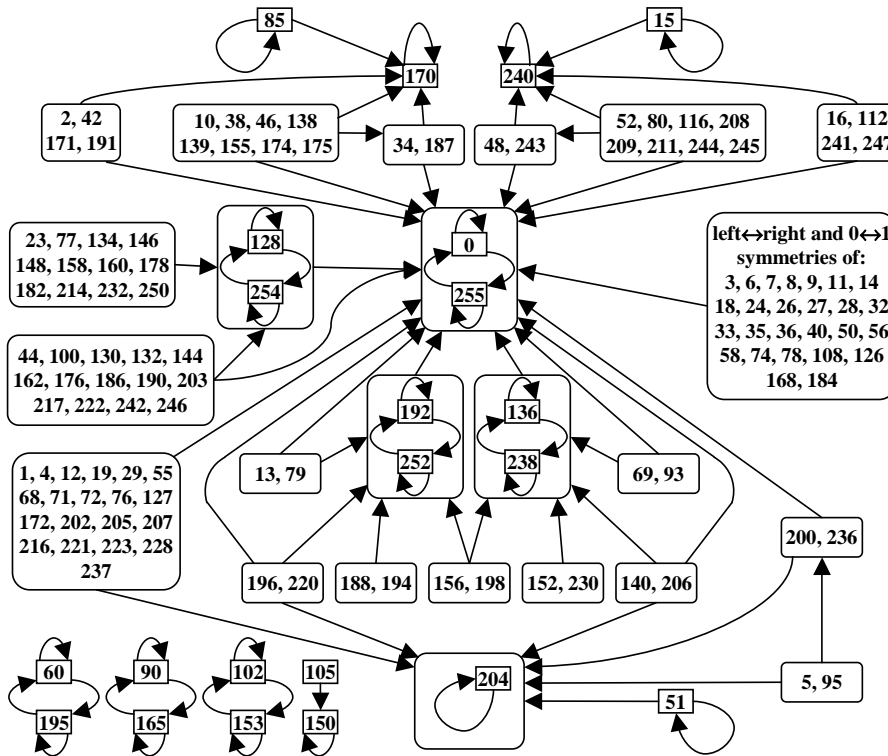 85
15
170
240
2, 42
171, 191
10, 38, 46, 138
139, 155, 174, 175
34, 187
48, 243
52, 80, 116, 208
209, 211, 244, 245
16, 112
241, 247
23, 77, 134, 146
148, 158, 160, 178
182, 214, 232, 250
128
254
0
255
left↔right and 0↔1
symmetries of:
3, 6, 7, 8, 9, 11, 14
18, 24, 26, 27, 28, 32
33, 35, 36, 40, 50, 56
58, 74, 78, 108, 126
168, 184
44, 100, 130, 132, 144
162, 176, 186, 190, 203
217, 222, 242, 246
192
252
136
238
1, 4, 12, 19, 29, 55
68, 71, 72, 76, 127
172, 202, 205, 207
216, 221, 223, 228
237
13, 79
69, 93
196, 220
188, 194
156, 198
152, 230
140, 206
200, 236
60
195
90
165
102
153
105
150
204
51
5, 95